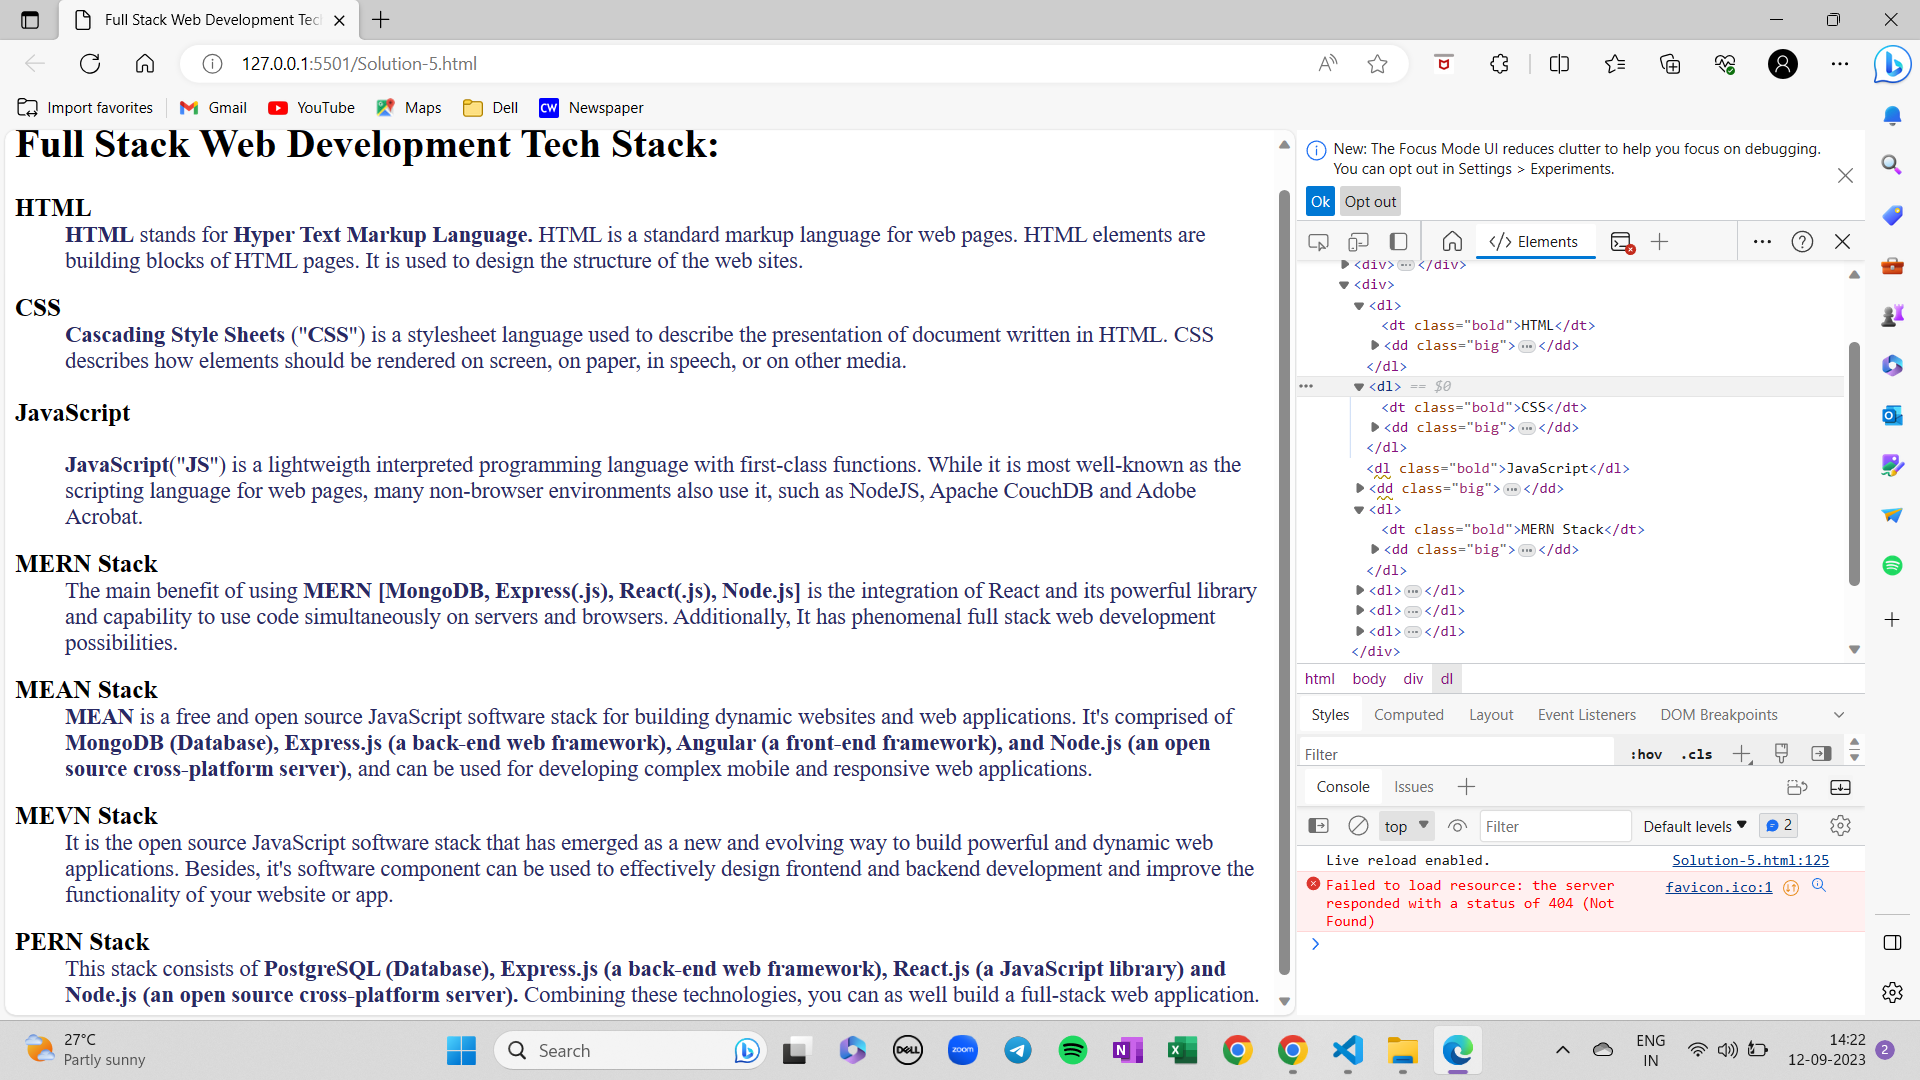 Full Stack Web Development Tecl
127.0.0.1:5501/Solution-5.html
Import favorites
Gmail
YouTube
Maps
Dell
CW
Newspaper
Full Stack Web Development Tech Stack:
HTML
HTML stands for Hyper Text Markup Language. HTML is a standard markup language for web pages. HTML elements are
building blocks of HTML pages. It is used to design the structure of the web sites.
CSS
Cascading Style Sheets ("CSS") is a stylesheet language used to describe the presentation of document written in HTML. CSS
describes how elements should be rendered on screen, on paper, in speech, or on other media.
JavaScript
JavaScript("JS") is a lightweigth interpreted programming language with first-class functions. While it is most well-known as the
scripting language for web pages, many non-browser environments also use it, such as NodeJS, Apache CouchDB and Adobe
Acrobat.
MERN Stack
The main benefit of using MERN [MongoDB, Express(.js), React(.js), Node.js] is the integration of React and its powerful library
and capability to use code simultaneously on servers and browsers. Additionally, It has phenomenal full stack web development
possibilities.
MEAN Stack
MEAN is a free and open source JavaScript software stack for building dynamic websites and web applications. It's comprised of
MongoDB (Database), Express.js (a back-end web framework), Angular (a front-end framework), and Node.js (an open
source cross-platform server), and can be used for developing complex mobile and responsive web applications.
MEVN Stack
It is the open source JavaScript software stack that has emerged as a new and evolving way to build powerful and dynamic web
applications. Besides, it's software component can be used to effectively design frontend and backend development and improve the
functionality of your website or app.
PERN Stack
This stack consists of PostgreSQL (Database), Express.js (a back-end web framework), React.js (a JavaScript library) and
Node.js (an open source cross-platform server). Combining these technologies, you can as well build a full-stack web application.
New: The Focus Mode UI reduces clutter to help you focus on debugging.
You can opt out in Settings > Experiments.
Ok
Opt out
Elements
<div>…</div>
<div>
<dl>
<dt class="bold">HTML</dt>
<dd class="big">…</dd>
</dl>
<dl> == $0
<dt class="bold">CSS</dt>
<dd class="big">…</dd>
</dl>
<dl class="bold">JavaScript</dl>
<dd class="big">…</dd>
<dl>
<dt class="bold">MERN Stack</dt>
<dd class="big">…</dd>
</dl>
<dl>…</dl>
<dl>…</dl>
<dl>…</dl>
</div>
html body div dl
Styles Computed Layout Event Listeners DOM Breakpoints
Filter :hov .cls
Console Issues
top Filter Default levels 2
Live reload enabled. Solution-5.html:125
Failed to load resource: the server favicon.ico:1
responded with a status of 404 (Not
Found)
27°C
Partly sunny
Search
DELL
zoom
ENG
IN
14:22
12-09-2023
2